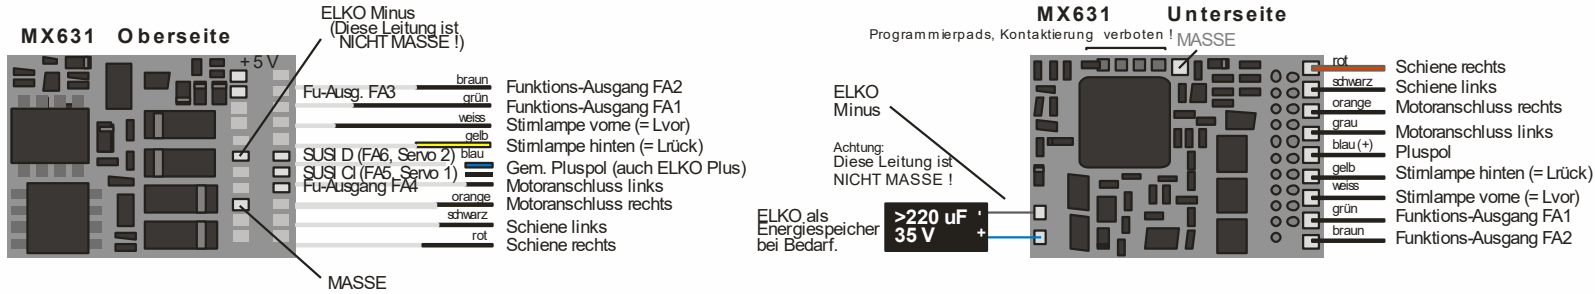 ELKO Minus
(Diese Leitung ist
NICHT MASSE !)
MX631 Oberseite
+5 V
Fu-Ausg. FA3
SUSI D (FA6, Servo 2)
SUSI Cl (FA5, Servo 1)
Fu-Ausgang FA4
braun Funktions-Ausgang FA2
grün Funktions-Ausgang FA1
weiss Stirnlampe vorne (= Lvor)
gelb Stirnlampe hinten (= Lrück)
blau Gem. Pluspol (auch ELKO Plus)
Motoranschluss links
orange Motoranschluss rechts
schwarz Schiene links
rot Schiene rechts
MASSE
MX631 Unterseite
Programmierpads, Kontaktierung verboten !
MASSE
ELKO
Minus
Achtung:
Diese Leitung ist
NICHT MASSE !
ELKO als
Energiespeicher
bei Bedarf.
>220 uF -
35 V +
rot Schiene rechts
schwarz Schiene links
orange Motoranschluss rechts
grau Motoranschluss links
blau (+) Pluspol
gelb Stirnlampe hinten (= Lrück)
weiss Stirnlampe vorne (= Lvor)
grün Funktions-Ausgang FA1
braun Funktions-Ausgang FA2